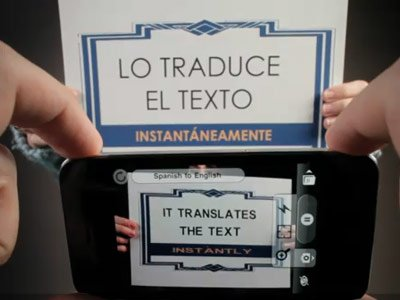 LO TRADUCE
EL TEXTO
INSTANTÁNEAMENTE
Spanish to English
IT TRANSLATES
THE TEXT
INSTANTLY